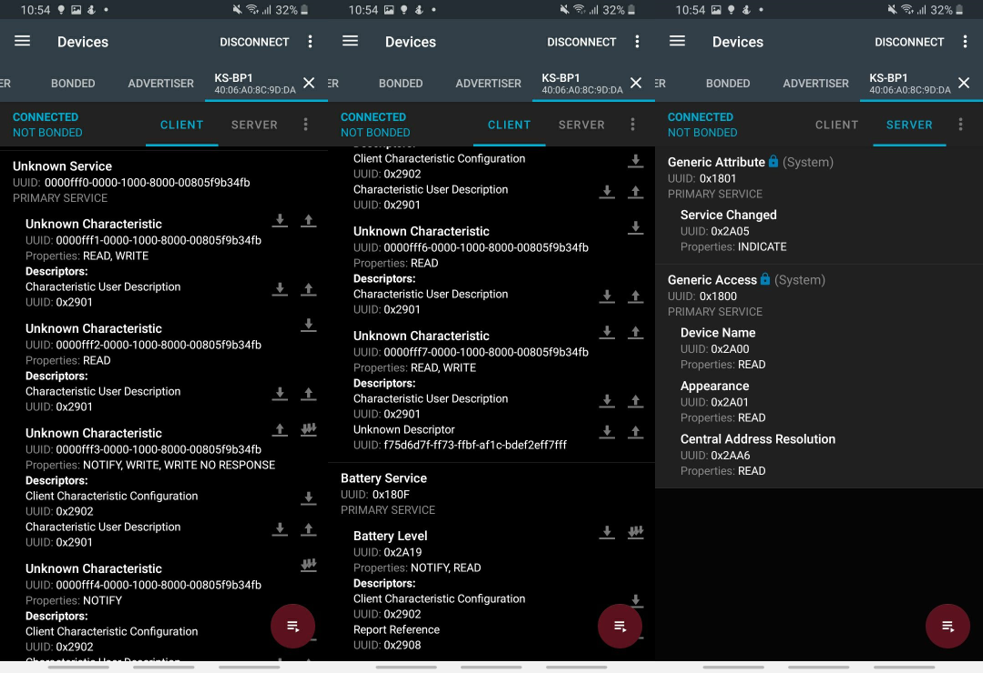 10:54
32%
Devices
DISCONNECT
ER
BONDED
ADVERTISER
KS-BP1
40:06:A0:8C:9D:DA
CONNECTED
NOT BONDED
CLIENT
SERVER
Unknown Service
UUID: 0000fff0-0000-1000-8000-00805f9b34fb
PRIMARY SERVICE
Unknown Characteristic
UUID: 0000fff1-0000-1000-8000-00805f9b34fb
Properties: READ, WRITE
Descriptors:
Characteristic User Description
UUID: 0x2901
Unknown Characteristic
UUID: 0000fff2-0000-1000-8000-00805f9b34fb
Properties: READ
Descriptors:
Characteristic User Description
UUID: 0x2901
Unknown Characteristic
UUID: 0000fff3-0000-1000-8000-00805f9b34fb
Properties: NOTIFY, WRITE, WRITE NO RESPONSE
Descriptors:
Client Characteristic Configuration
UUID: 0x2902
Characteristic User Description
UUID: 0x2901
Unknown Characteristic
UUID: 0000fff4-0000-1000-8000-00805f9b34fb
Properties: NOTIFY
Descriptors:
Client Characteristic Configuration
UUID: 0x2902
Characteristic User Description
10:54
32%
Devices
DISCONNECT
ER
BONDED
ADVERTISER
KS-BP1
40:06:A0:8C:9D:DA
CONNECTED
NOT BONDED
CLIENT
SERVER
Descriptors:
Client Characteristic Configuration
UUID: 0x2902
Characteristic User Description
UUID: 0x2901
Unknown Characteristic
UUID: 0000fff6-0000-1000-8000-00805f9b34fb
Properties: READ
Descriptors:
Characteristic User Description
UUID: 0x2901
Unknown Characteristic
UUID: 0000fff7-0000-1000-8000-00805f9b34fb
Properties: READ, WRITE
Descriptors:
Characteristic User Description
UUID: 0x2901
Unknown Descriptor
UUID: f75d6d7f-ff73-ffbf-af1c-bdef2eff7fff
Battery Service
UUID: 0x180F
PRIMARY SERVICE
Battery Level
UUID: 0x2A19
Properties: NOTIFY, READ
Descriptors:
Client Characteristic Configuration
UUID: 0x2902
Report Reference
UUID: 0x2908
10:54
32%
Devices
DISCONNECT
ER
BONDED
ADVERTISER
KS-BP1
40:06:A0:8C:9D:DA
CONNECTED
NOT BONDED
CLIENT
SERVER
Generic Attribute (System)
UUID: 0x1801
PRIMARY SERVICE
Service Changed
UUID: 0x2A05
Properties: INDICATE
Generic Access (System)
UUID: 0x1800
PRIMARY SERVICE
Device Name
UUID: 0x2A00
Properties: READ
Appearance
UUID: 0x2A01
Properties: READ
Central Address Resolution
UUID: 0x2AA6
Properties: READ